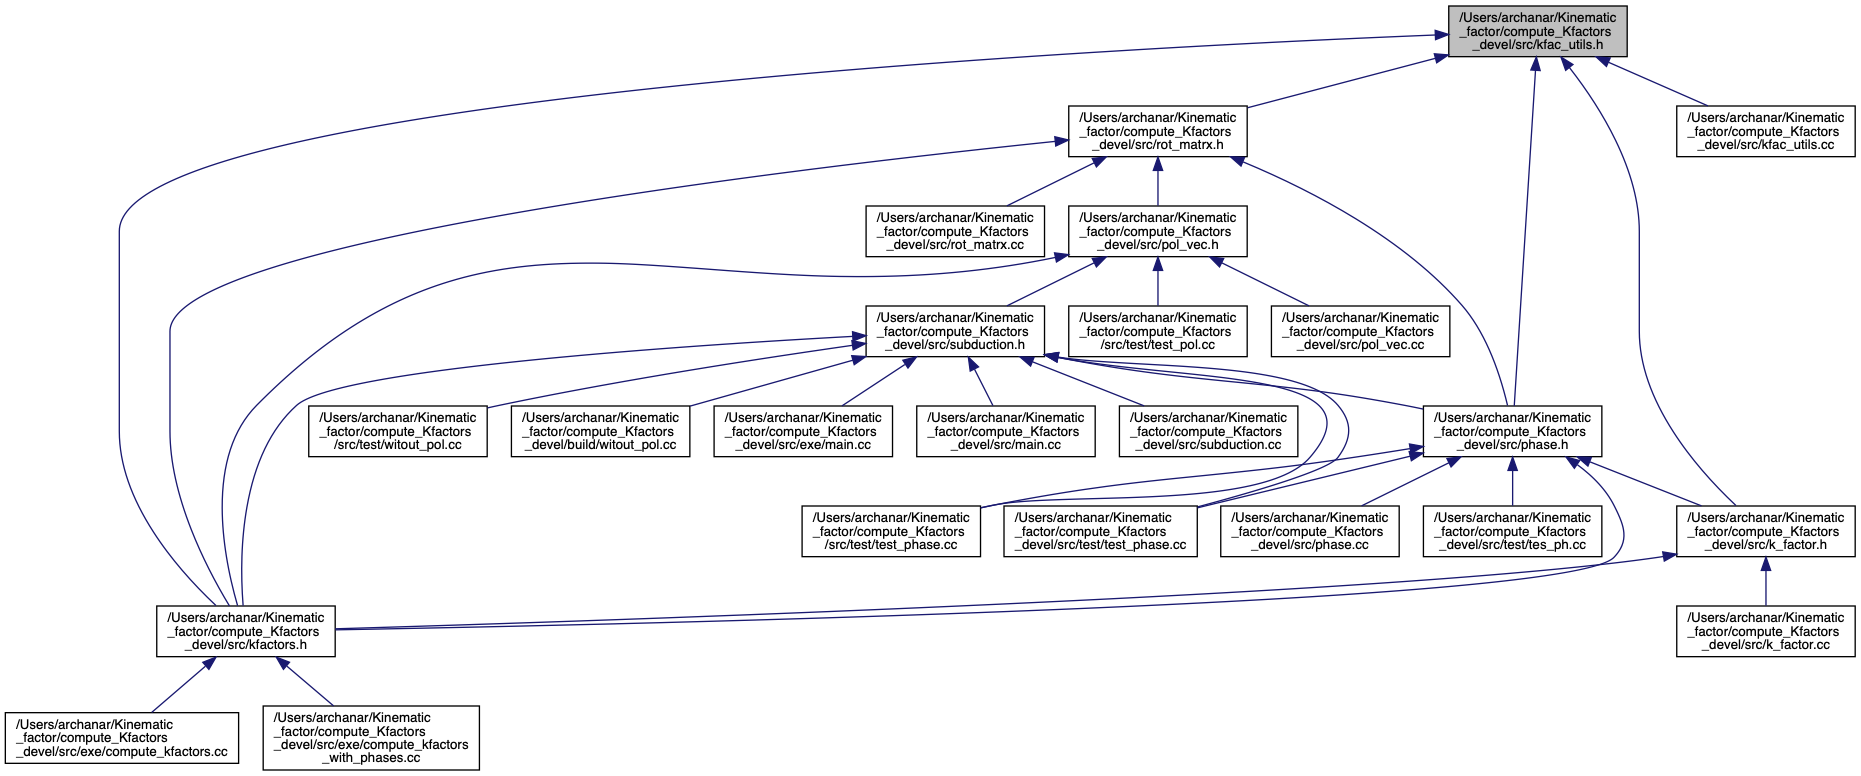 /Users/archanar/Kinematic
_factor/compute_Kfactors
_devel/src/kfac_utils.h
/Users/archanar/Kinematic
_factor/compute_Kfactors
_devel/src/rot_matrx.h
/Users/archanar/Kinematic
_factor/compute_Kfactors
_devel/src/kfac_utils.cc
/Users/archanar/Kinematic
_factor/compute_Kfactors
_devel/src/rot_matrx.cc
/Users/archanar/Kinematic
_factor/compute_Kfactors
_devel/src/pol_vec.h
/Users/archanar/Kinematic
_factor/compute_Kfactors
_devel/src/subduction.h
/Users/archanar/Kinematic
_factor/compute_Kfactors
/src/test/test_pol.cc
/Users/archanar/Kinematic
_factor/compute_Kfactors
_devel/src/pol_vec.cc
/Users/archanar/Kinematic
_factor/compute_Kfactors
/src/test/witout_pol.cc
/Users/archanar/Kinematic
_factor/compute_Kfactors
_devel/build/witout_pol.cc
/Users/archanar/Kinematic
_factor/compute_Kfactors
_devel/src/exe/main.cc
/Users/archanar/Kinematic
_factor/compute_Kfactors
_devel/src/main.cc
/Users/archanar/Kinematic
_factor/compute_Kfactors
_devel/src/subduction.cc
/Users/archanar/Kinematic
_factor/compute_Kfactors
_devel/src/phase.h
/Users/archanar/Kinematic
_factor/compute_Kfactors
/src/test/test_phase.cc
/Users/archanar/Kinematic
_factor/compute_Kfactors
_devel/src/test/test_phase.cc
/Users/archanar/Kinematic
_factor/compute_Kfactors
_devel/src/phase.cc
/Users/archanar/Kinematic
_factor/compute_Kfactors
_devel/src/test/tes_ph.cc
/Users/archanar/Kinematic
_factor/compute_Kfactors
_devel/src/k_factor.h
/Users/archanar/Kinematic
_factor/compute_Kfactors
_devel/src/kfactors.h
/Users/archanar/Kinematic
_factor/compute_Kfactors
_devel/src/k_factor.cc
/Users/archanar/Kinematic
_factor/compute_Kfactors
_devel/src/exe/compute_kfactors.cc
/Users/archanar/Kinematic
_factor/compute_Kfactors
_devel/src/exe/compute_kfactors
_with_phases.cc